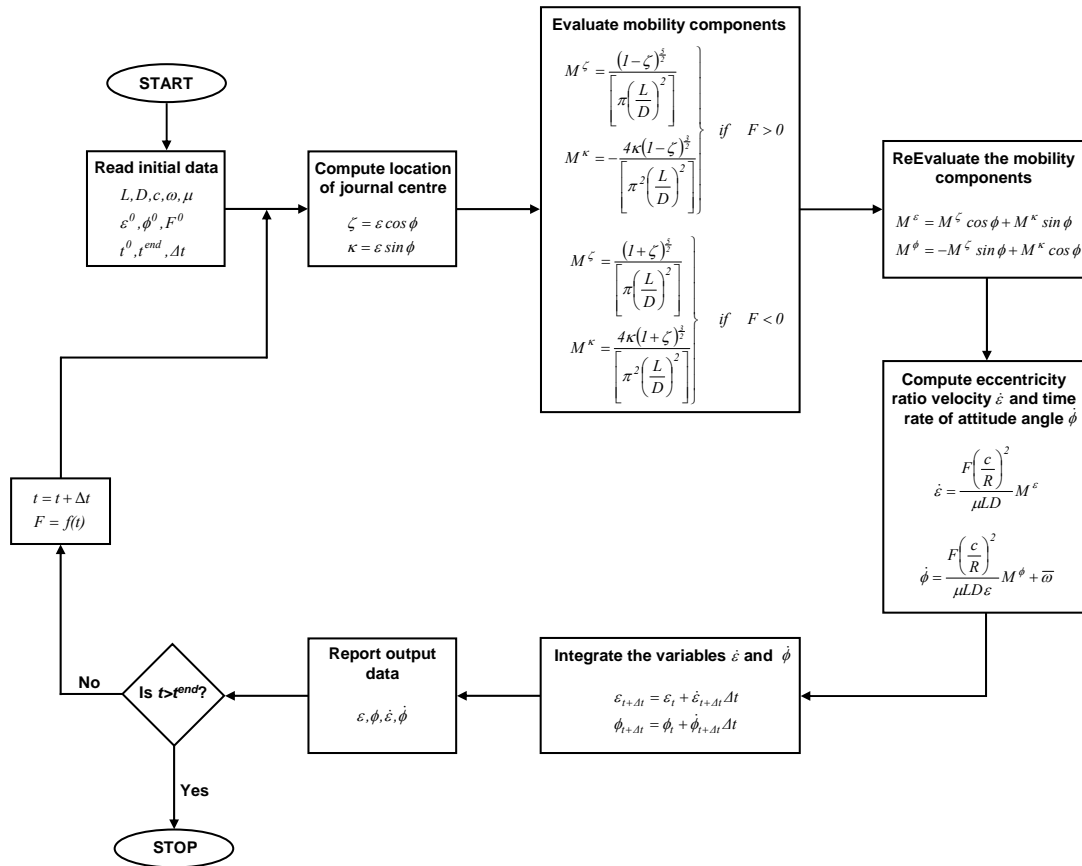 START
Read initial data
L, D, c, ω, μ
ε⁰, ϕ⁰, F⁰
t⁰, t^end, Δt
Compute location
of journal centre
ζ = ε cos ϕ
κ = ε sin ϕ
Evaluate mobility components
M^ζ = (1−ζ)^(5/2) / [π(L/D)²]
M^κ = −4κ(1−ζ)^(3/2) / [π²(L/D)²]
if F > 0
M^ζ = (1+ζ)^(5/2) / [π(L/D)²]
M^κ = 4κ(1+ζ)^(3/2) / [π²(L/D)²]
if F < 0
ReEvaluate the mobility
components
M^ε = M^ζ cos ϕ + M^κ sin ϕ
M^ϕ = −M^ζ sin ϕ + M^κ cos ϕ
Compute eccentricity
ratio velocity ε̇ and time
rate of attitude angle ϕ̇
ε̇ = F(c/R)² / μLD M^ε
ϕ̇ = F(c/R)² / μLDε M^ϕ + ω̅
Integrate the variables ε̇ and ϕ̇
ε_t+Δt = ε_t + ε̇_t+Δt Δt
ϕ_t+Δt = ϕ_t + ϕ̇_t+Δt Δt
Report output
data
ε, ϕ, ε̇, ϕ̇
Is t>t^end?
No
t = t + Δt
F = f(t)
Yes
STOP